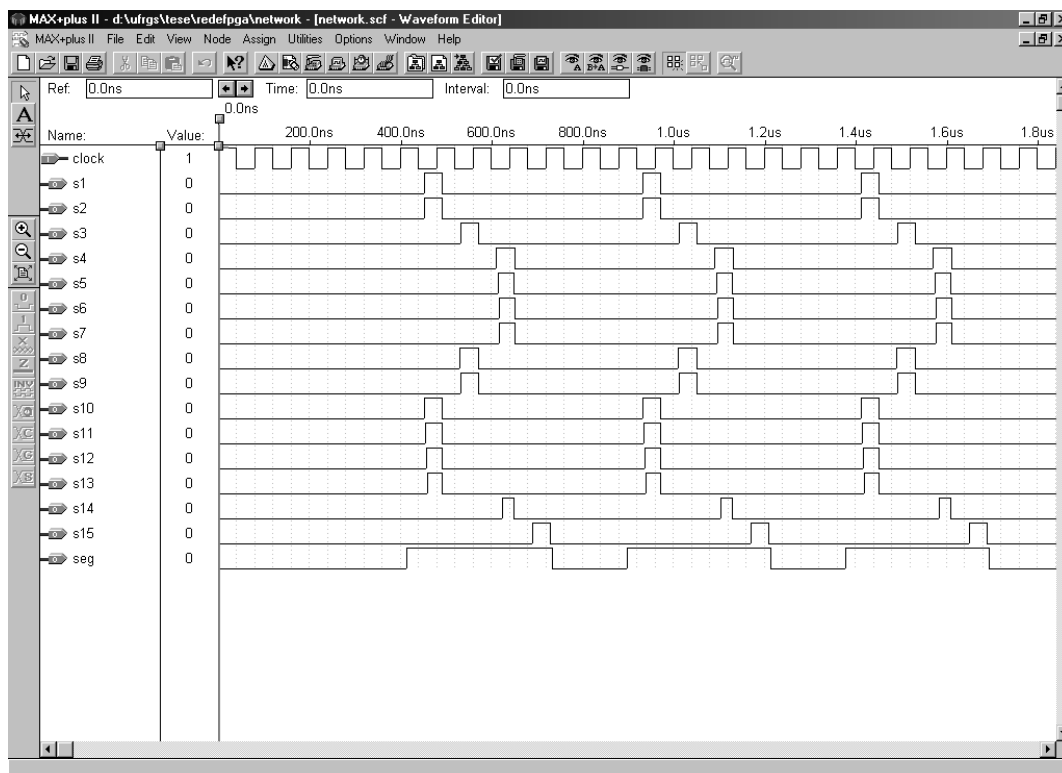 MAX+plus II - d:\ufrgs\tese\redefpga\network - [network.scf - Waveform Editor]
MAX+plus II File Edit View Node Assign Utilities Options Window Help
Ref: 0.0ns Time: 0.0ns Interval: 0.0ns
0.0ns
Name: Value: 200.0ns 400.0ns 600.0ns 800.0ns 1.0us 1.2us 1.4us 1.6us 1.8us
clock 1
s1 0
s2 0
s3 0
s4 0
s5 0
s6 0
s7 0
s8 0
s9 0
s10 0
s11 0
s12 0
s13 0
s14 0
s15 0
seg 0